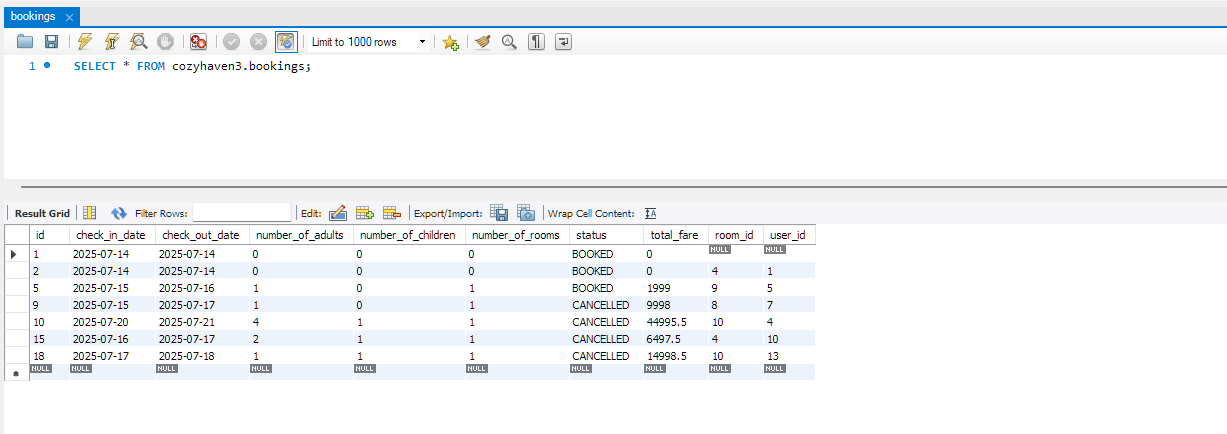 bookings
Limit to 1000 rows
1 SELECT * FROM cozyhaven3.bookings;
Result Grid Filter Rows: Edit: Export/Import: Wrap Cell Content: IA
id check_in_date check_out_date number_of_adults number_of_children number_of_rooms status total_fare room_id user_id
1 2025-07-14 2025-07-14 0 0 0 BOOKED 0 NULL NULL
2 2025-07-14 2025-07-14 0 0 0 BOOKED 0 4 1
5 2025-07-15 2025-07-16 1 0 1 BOOKED 1999 9 5
9 2025-07-15 2025-07-17 1 0 1 CANCELLED 9998 8 7
10 2025-07-20 2025-07-21 4 1 1 CANCELLED 44995.5 10 4
15 2025-07-16 2025-07-17 2 1 1 CANCELLED 6497.5 4 10
18 2025-07-17 2025-07-18 1 1 1 CANCELLED 14998.5 10 13
NULL NULL NULL NULL NULL NULL NULL NULL NULL NULL